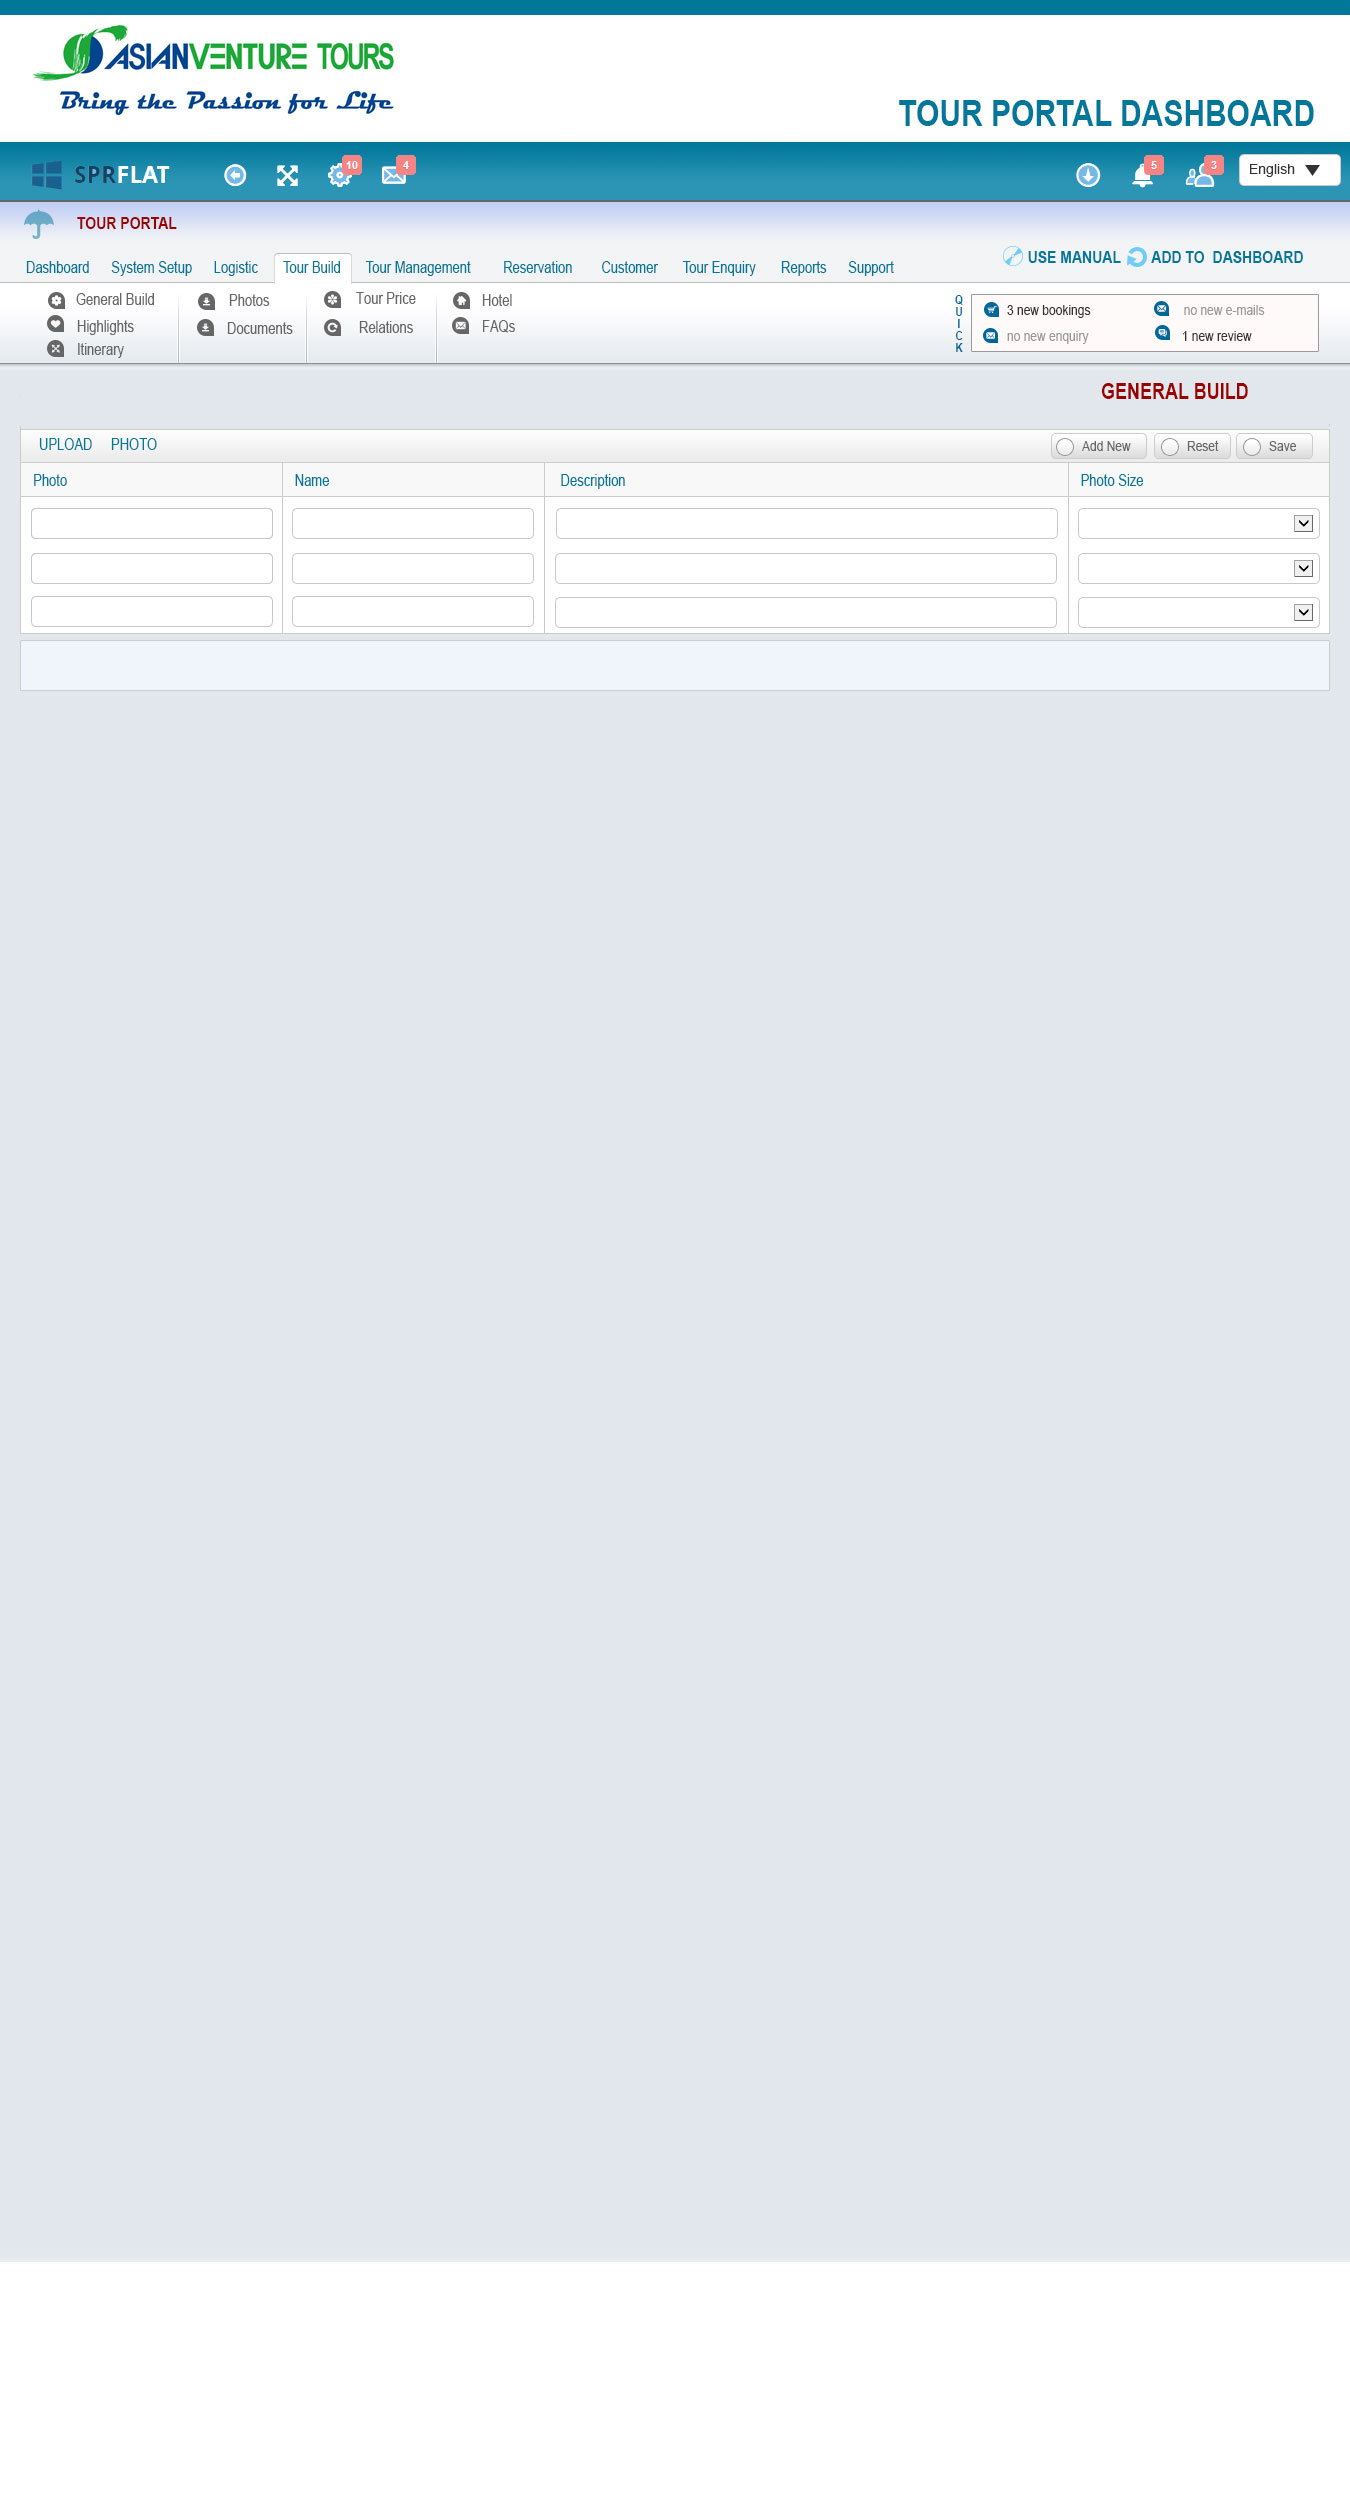 ASIANVENTURE TOURS
Bring the Passion for Life
TOUR PORTAL DASHBOARD
SPRFLAT
10
4
5
3
English
TOUR PORTAL
Dashboard System Setup Logistic Tour Build Tour Management Reservation Customer Tour Enquiry Reports Support
USE MANUAL ADD TO DASHBOARD
General Build Photos Tour Price Hotel
Highlights Documents Relations FAQs
Itinerary
QUICK
3 new bookings no new e-mails
no new enquiry 1 new review
GENERAL BUILD
UPLOAD PHOTO Add New Reset Save
Photo Name Description Photo Size